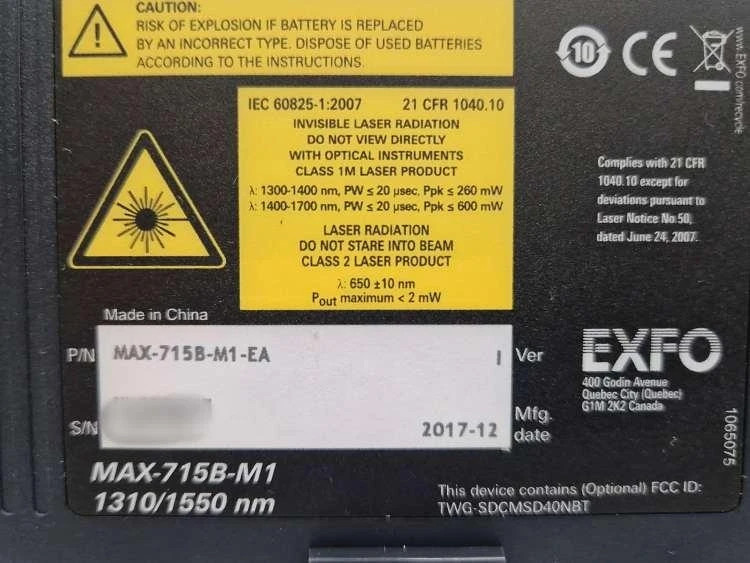 CAUTION:
RISK OF EXPLOSION IF BATTERY IS REPLACED
BY AN INCORRECT TYPE. DISPOSE OF USED BATTERIES
ACCORDING TO THE INSTRUCTIONS.
10
CE
www.EXFO.com/recycle
IEC 60825-1:2007 21 CFR 1040.10
INVISIBLE LASER RADIATION
DO NOT VIEW DIRECTLY
WITH OPTICAL INSTRUMENTS
CLASS 1M LASER PRODUCT
λ: 1300-1400 nm, PW ≤ 20 µsec, Ppk ≤ 260 mW
λ: 1400-1700 nm, PW ≤ 20 µsec, Ppk ≤ 600 mW
LASER RADIATION
DO NOT STARE INTO BEAM
CLASS 2 LASER PRODUCT
λ: 650 ±10 nm
Pout maximum < 2 mW
Complies with 21 CFR
1040.10 except for
deviations pursuant to
Laser Notice No 50,
dated June 24, 2007.
Made in China
P/N MAX-715B-M1-EA 1 Ver
S/N 2017-12 Mfg. date
EXFO
400 Godin Avenue
Quebec City (Quebec)
G1M 2K2 Canada
1065075
MAX-715B-M1
1310/1550 nm
This device contains (Optional) FCC ID:
TWG-SDCMSD40NBT